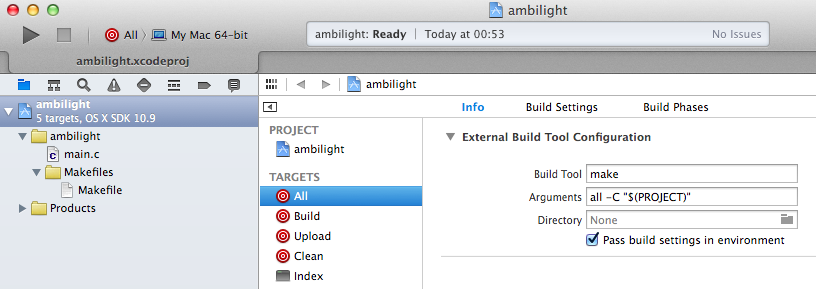 ambilight
All
My Mac 64-bit
ambilight: Ready | Today at 00:53
No Issues
ambilight.xcodeproj
ambilight
5 targets, OS X SDK 10.9
ambilight
main.c
Makefiles
Makefile
Products
ambilight
Info
Build Settings
Build Phases
PROJECT
ambilight
TARGETS
All
Build
Upload
Clean
Index
External Build Tool Configuration
Build Tool make
Arguments all -C "$(PROJECT)"
Directory None
Pass build settings in environment